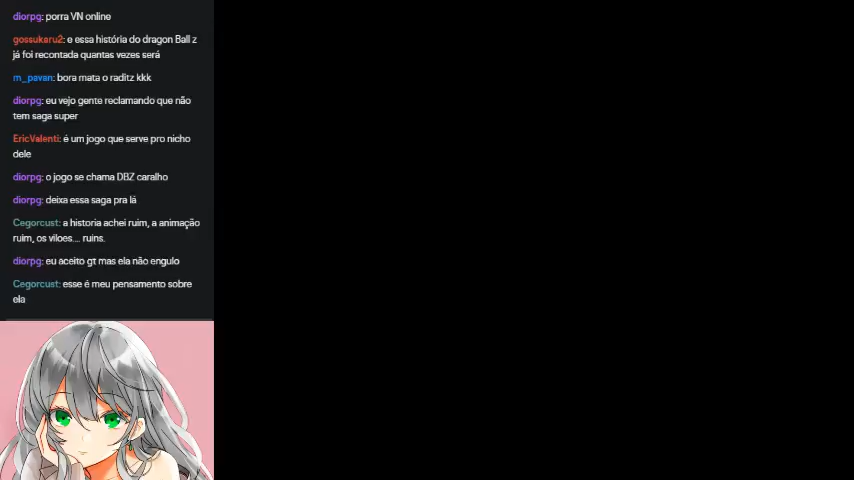 diorpg: porra VN online
gossukaru2: e essa história do dragon Ball z
já foi recontada quantas vezes será
m_pavan: bora mata o raditz kkk
diorpg: eu vejo gente reclamando que não
tem saga super
EricValenti: é um jogo que serve pro nicho
dele
diorpg: o jogo se chama DBZ caralho
diorpg: deixa essa saga pra lá
Cegorcust: a historia achei ruim, a animação
ruim, os viloes.... ruins.
diorpg: eu aceito gt mas ela não engulo
Cegorcust: esse é meu pensamento sobre
ela